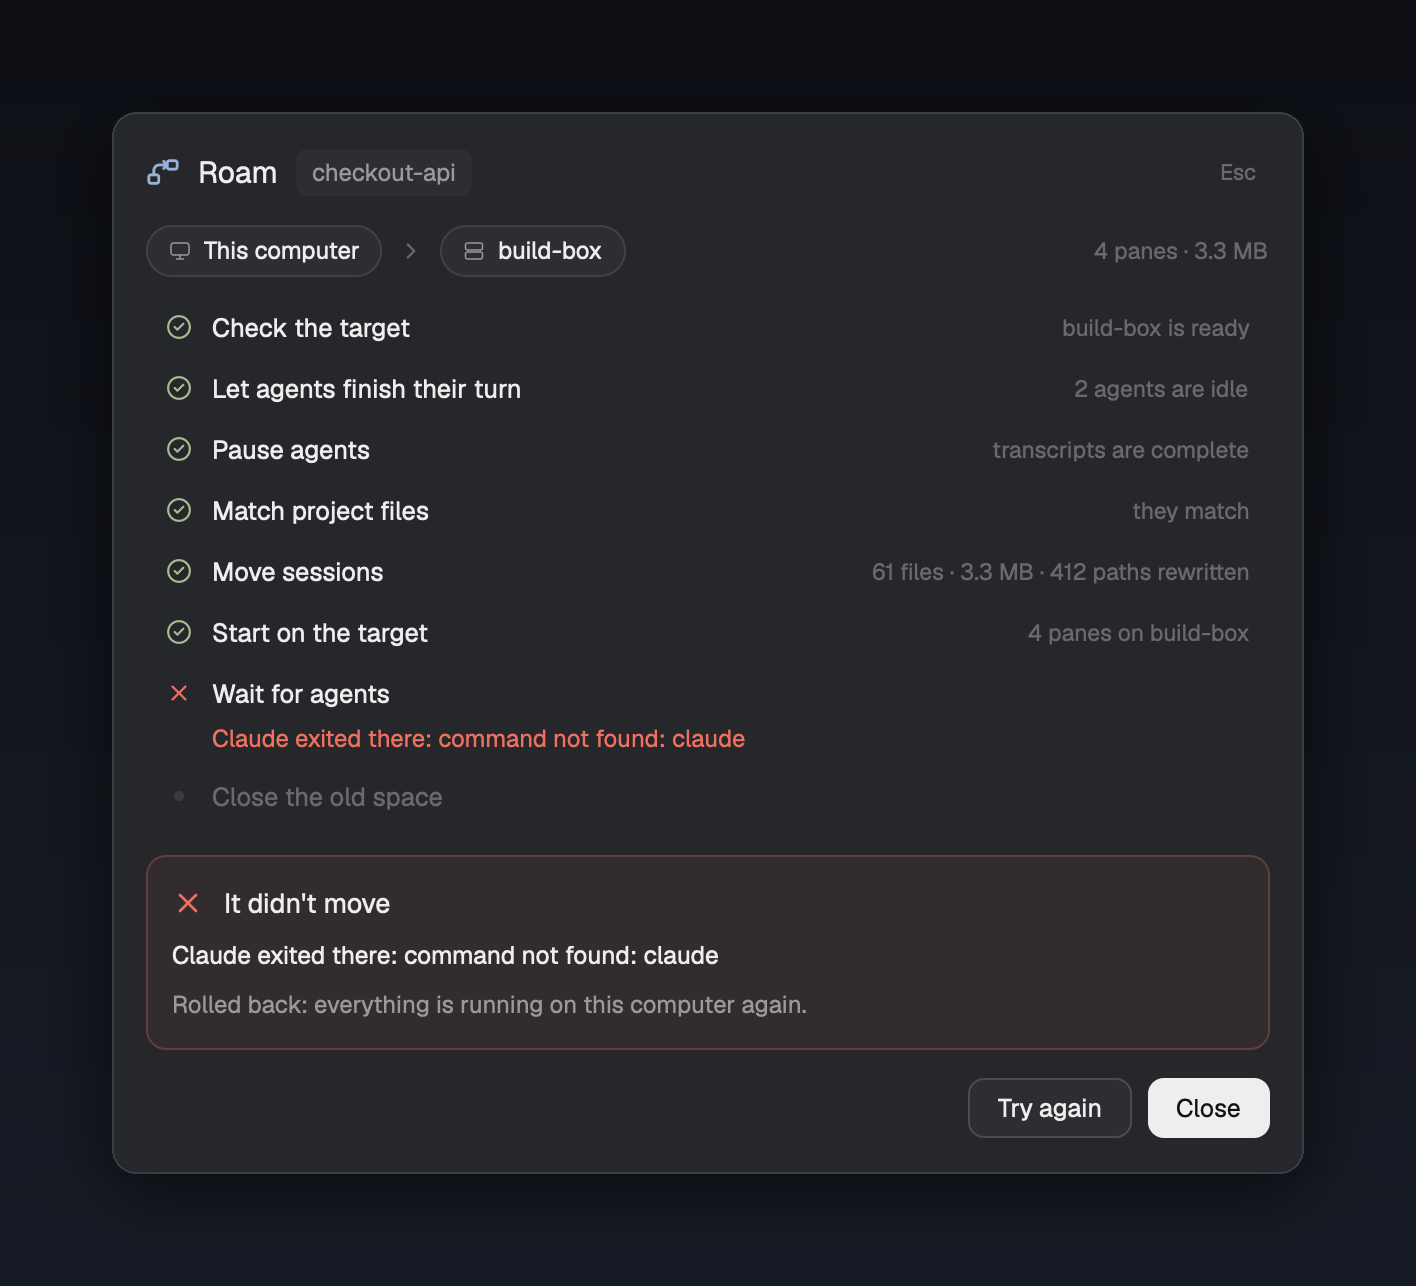 Roam checkout-api Esc
This computer > build-box 4 panes · 3.3 MB
Check the target build-box is ready
Let agents finish their turn 2 agents are idle
Pause agents transcripts are complete
Match project files they match
Move sessions 61 files · 3.3 MB · 412 paths rewritten
Start on the target 4 panes on build-box
Wait for agents
Claude exited there: command not found: claude
Close the old space
It didn't move
Claude exited there: command not found: claude
Rolled back: everything is running on this computer again.
Try again Close